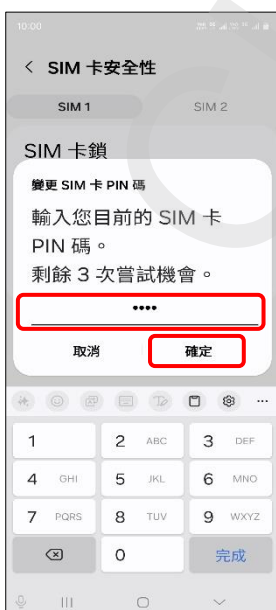 10:00
SIM 卡安全性
SIM 1
SIM 2
SIM 卡鎖
變更 SIM 卡 PIN 碼
輸入您目前的 SIM 卡
PIN 碼。
剩餘 3 次嘗試機會。
••••
取消
確定
1
2 ABC
3 DEF
4 GHI
5 JKL
6 MNO
7 PQRS
8 TUV
9 WXYZ
0
完成